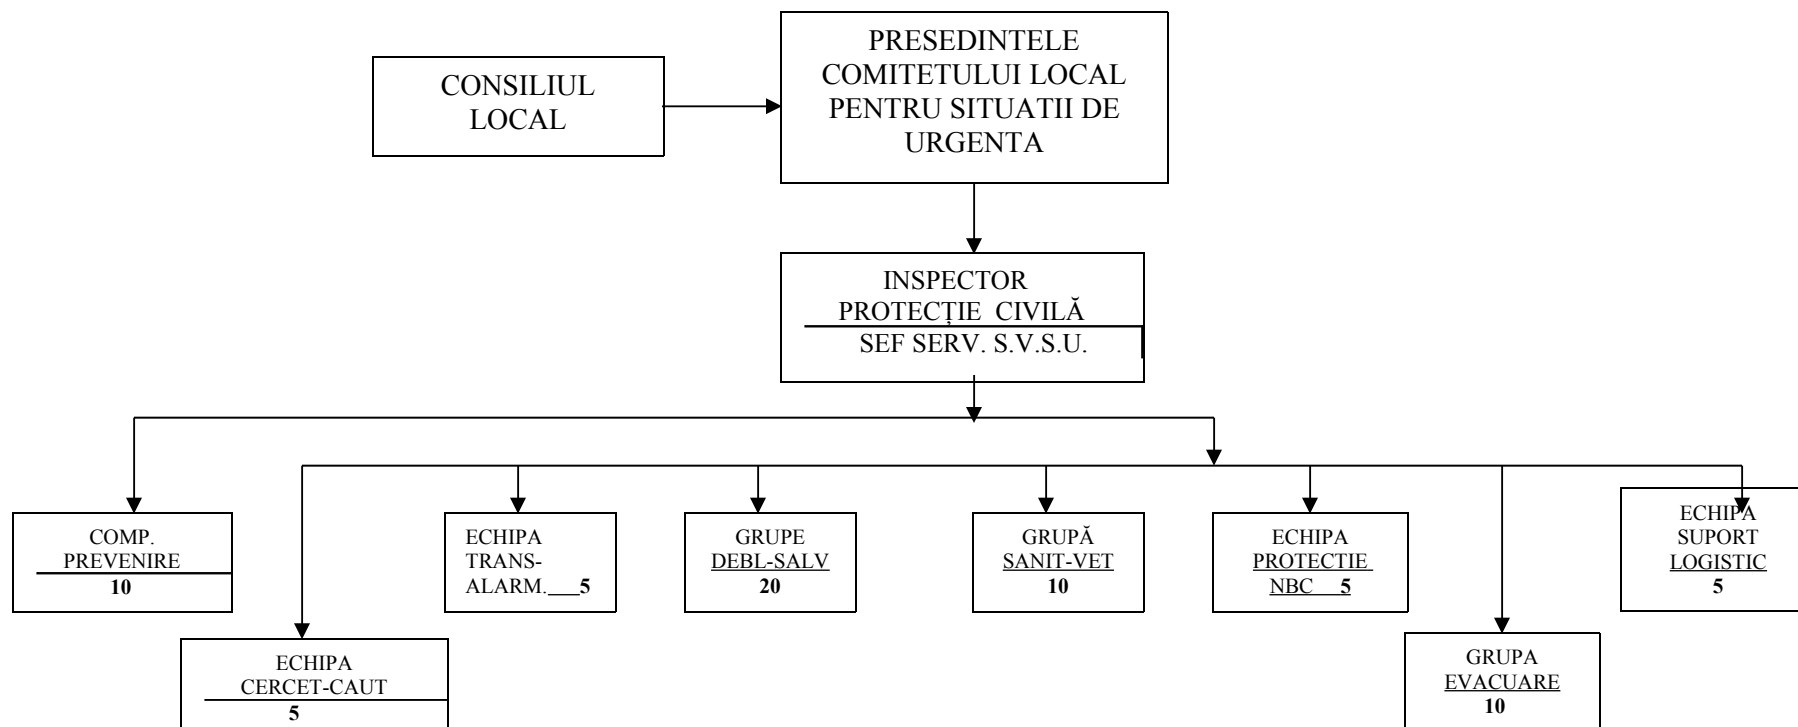 CONSILIUL
LOCAL
PRESEDINTELE
COMITETULUI LOCAL
PENTRU SITUATII DE
URGENTA
INSPECTOR
PROTECȚIE CIVILĂ
SEF SERV. S.V.S.U.
COMP.
PREVENIRE
10
ECHIPA
CERCET-CAUT
5
ECHIPA
TRANS-
ALARM.___5
GRUPE
DEBL-SALV
20
GRUPĂ
SANIT-VET
10
ECHIPA
PROTECTIE
NBC 5
GRUPA
EVACUARE
10
ECHIPA
SUPORT
LOGISTIC
5